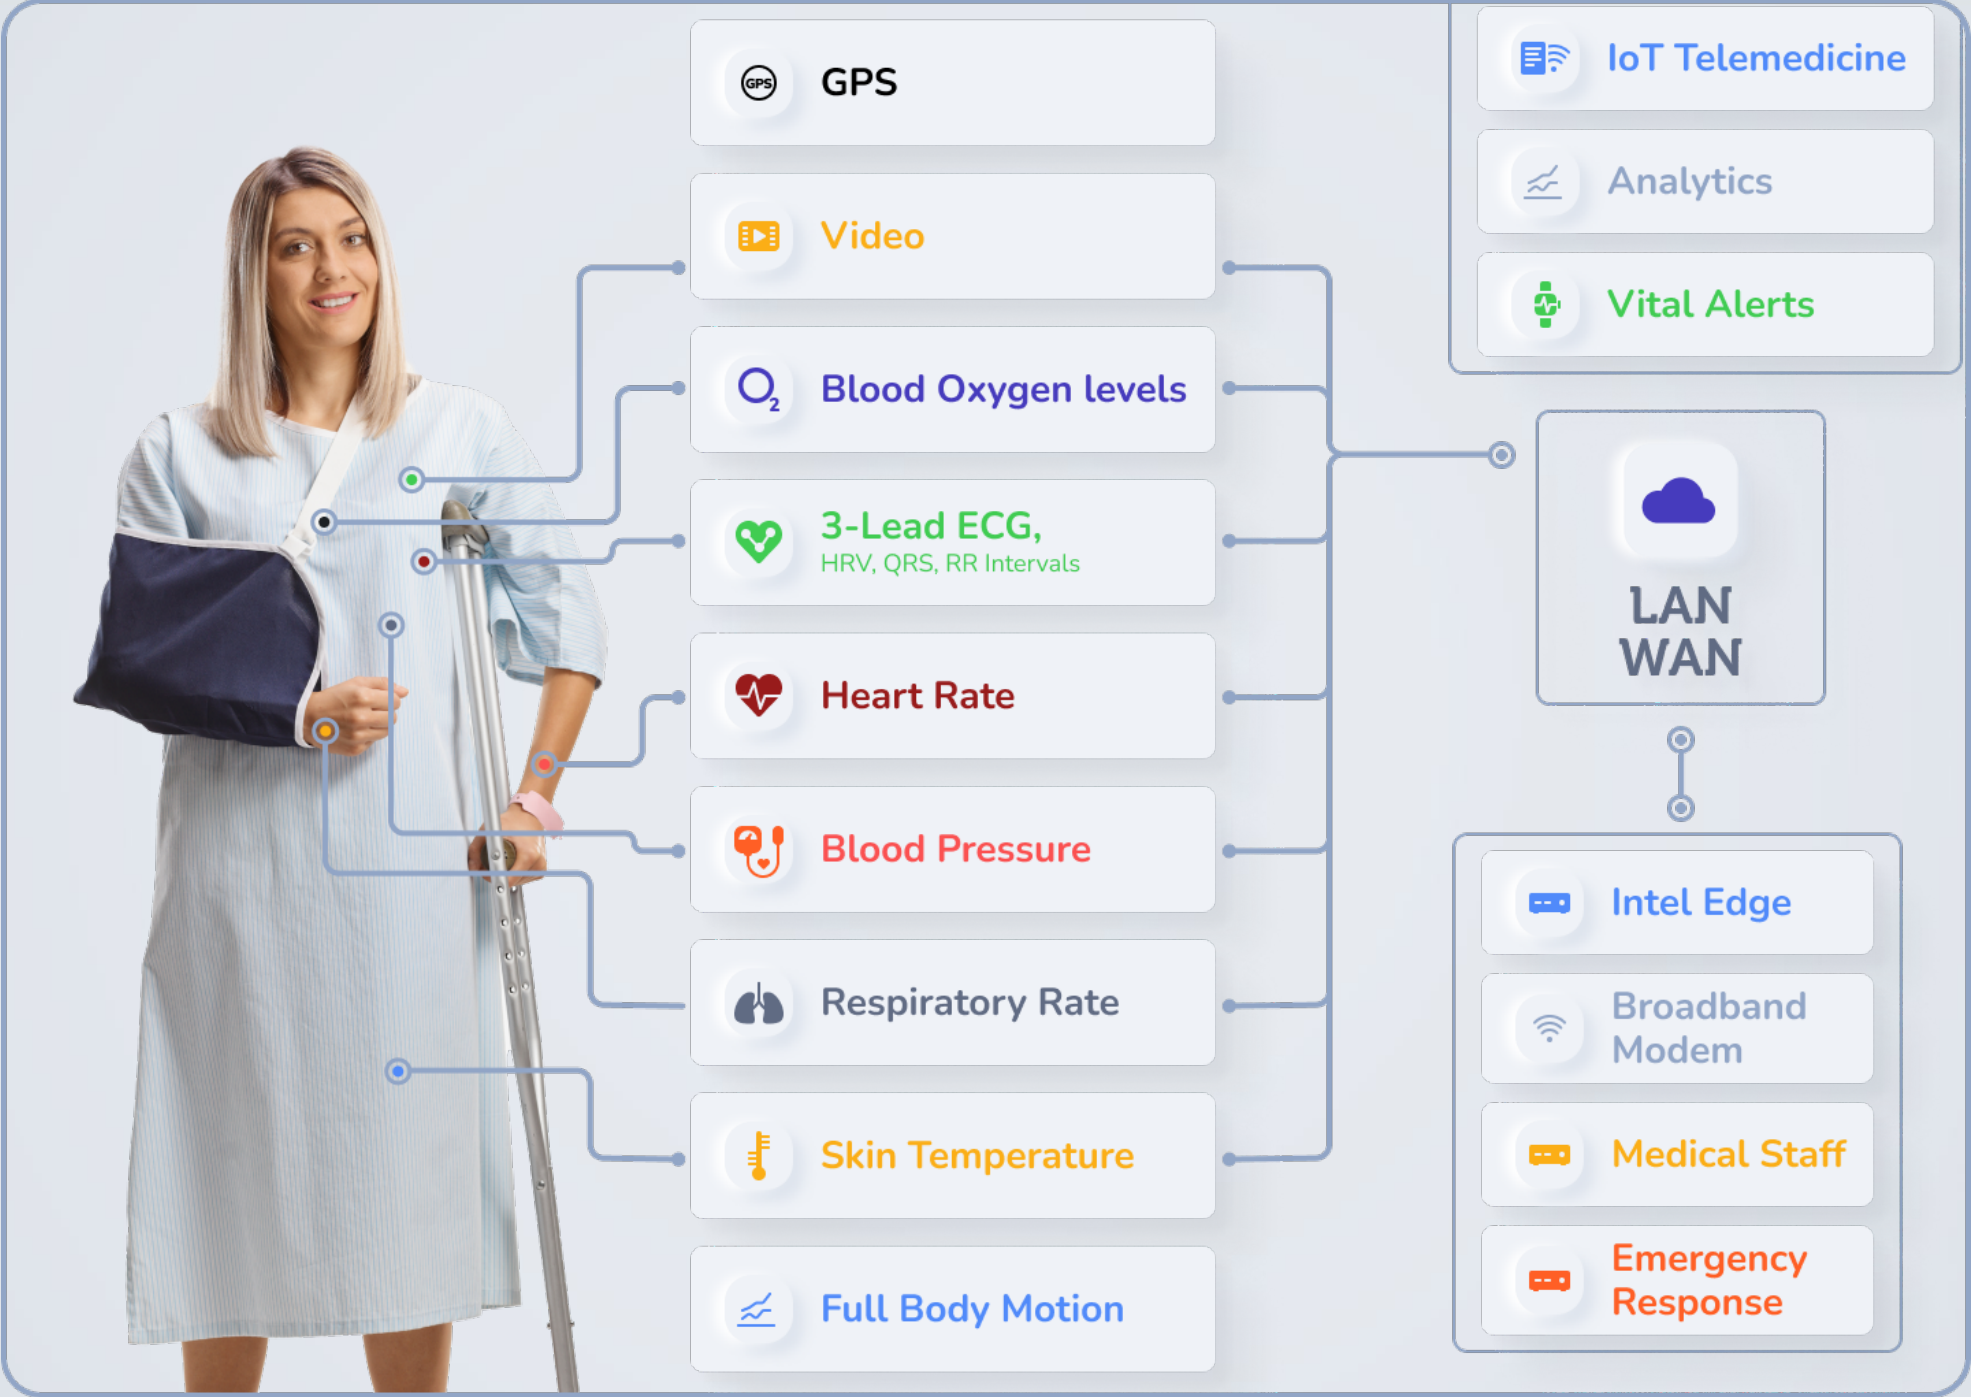 GPS
GPS
Video
O2
Blood Oxygen levels
3-Lead ECG,
HRV, QRS, RR Intervals
Heart Rate
Blood Pressure
Respiratory Rate
Skin Temperature
Full Body Motion
IoT Telemedicine
Analytics
Vital Alerts
LAN
WAN
Intel Edge
Broadband
Modem
Medical Staff
Emergency
Response